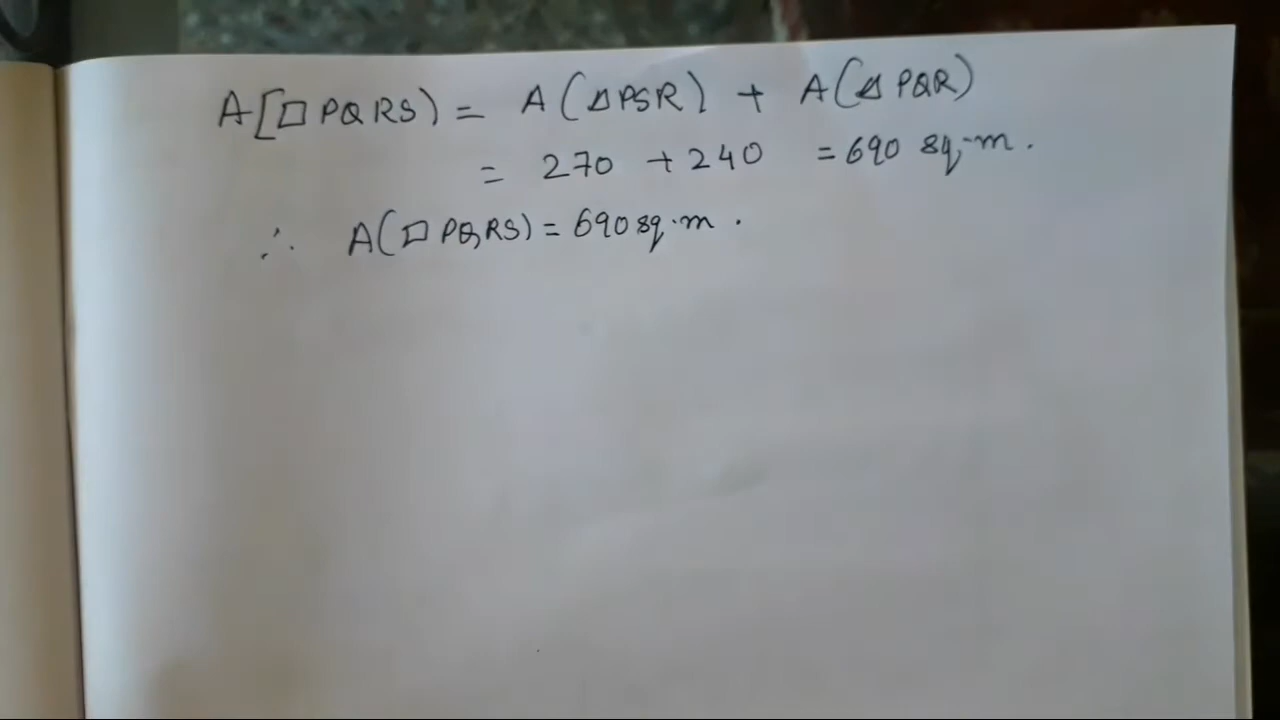 A[□ PQRS) = A(△PSR) + A(△ PQR)
= 270 + 240 = 690 sq.m.
∴ A(□ PQRS) = 690 sq.m.